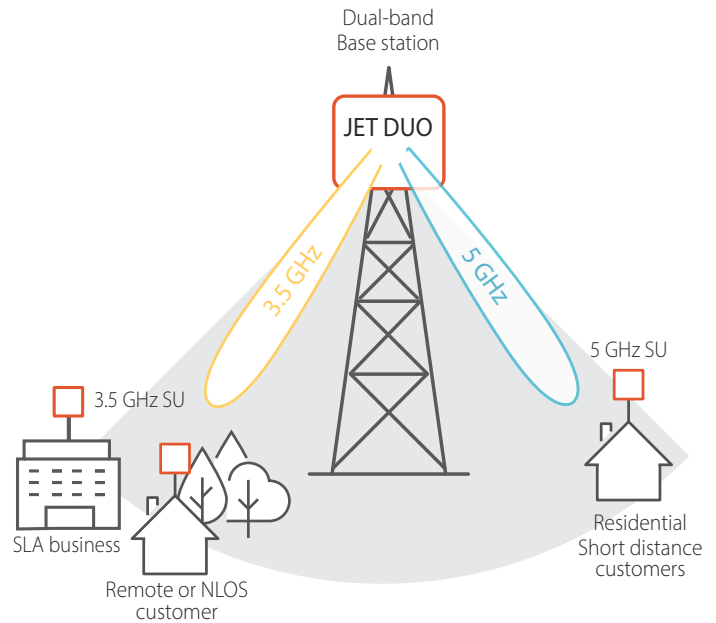 Dual-band
Base station
JET DUO
3.5 GHz
5 GHz
5 GHz SU
3.5 GHz SU
SLA business
Remote or NLOS
customer
Residential
Short distance
customers